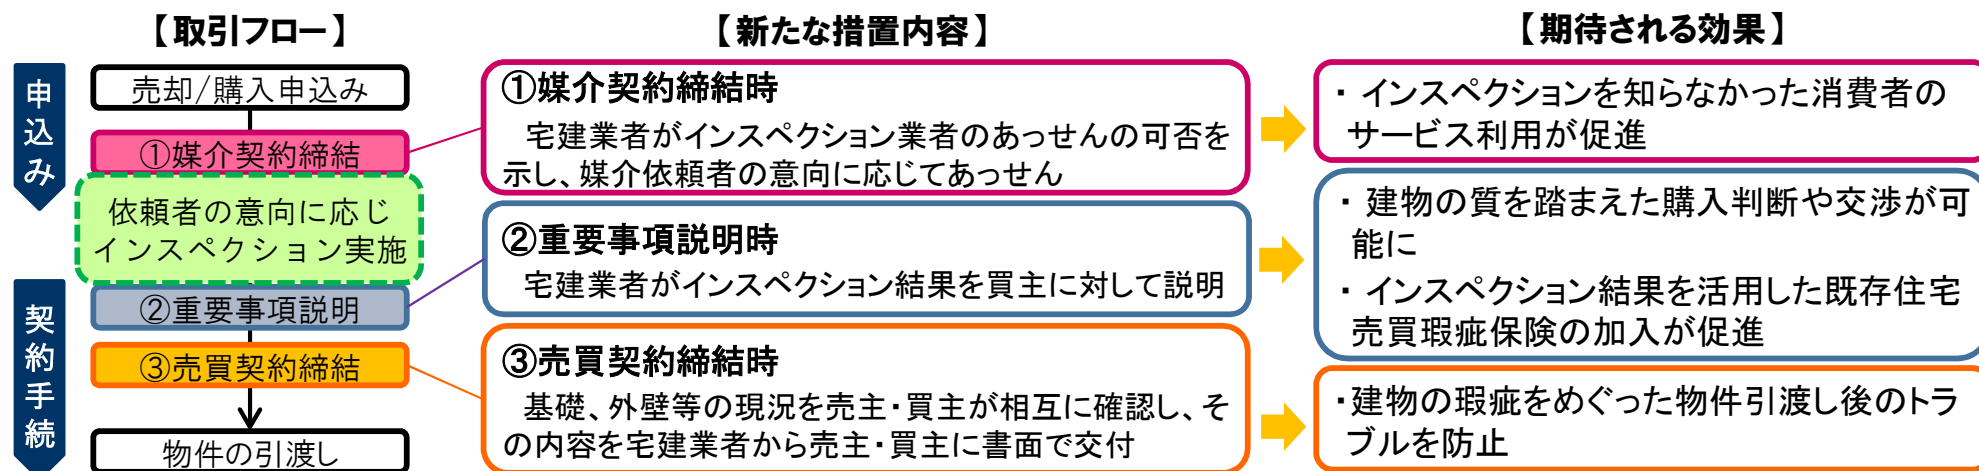 【取引フロー】
申込み
売却/購入申込み
①媒介契約締結
依頼者の意向に応じ
インスペクション実施
契約手続
②重要事項説明
③売買契約締結
物件の引渡し
【新たな措置内容】
①媒介契約締結時
宅建業者がインスペクション業者のあっせんの可否を
示し、媒介依頼者の意向に応じてあっせん
②重要事項説明時
宅建業者がインスペクション結果を買主に対して説明
③売買契約締結時
基礎、外壁等の現況を売主・買主が相互に確認し、そ
の内容を宅建業者から売主・買主に書面で交付
【期待される効果】
・ インスペクションを知らなかった消費者の
サービス利用が促進
・ 建物の質を踏まえた購入判断や交渉が可
能に
・ インスペクション結果を活用した既存住宅
売買瑕疵保険の加入が促進
・建物の瑕疵をめぐった物件引渡し後のトラ
ブルを防止